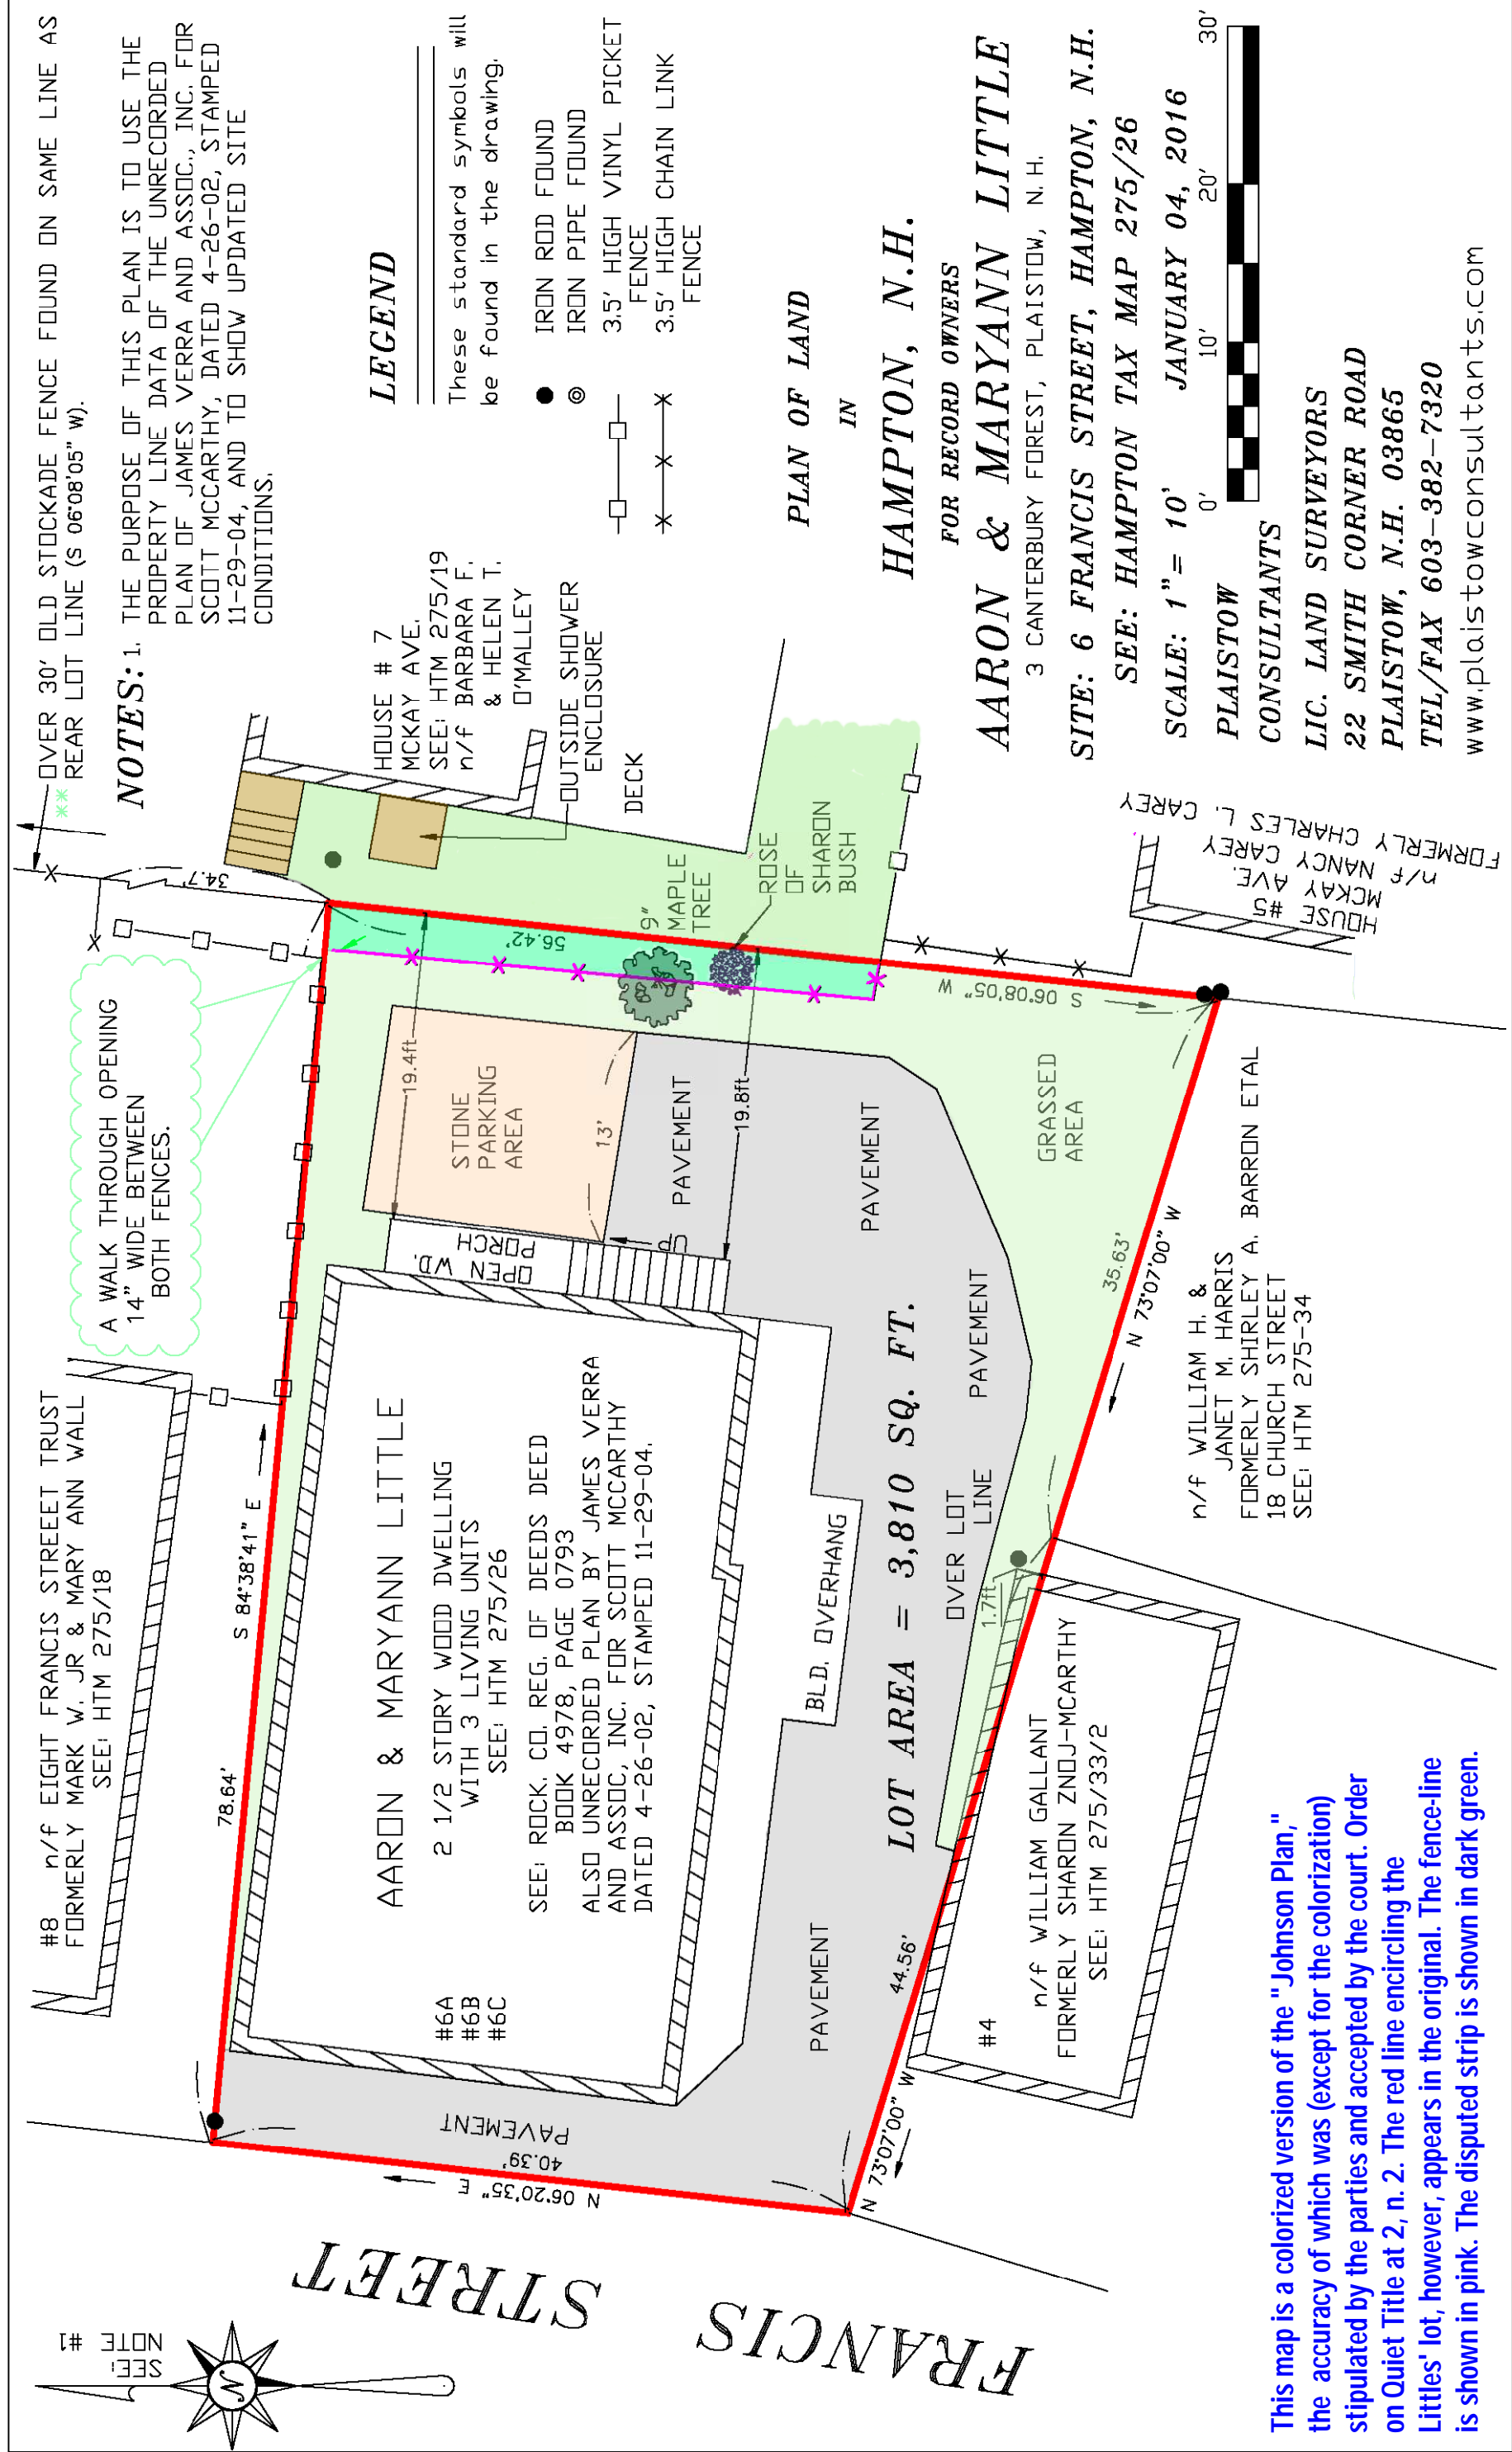 OVER 30' OLD STOCKADE FENCE FOUND ON SAME LINE AS
** REAR LOT LINE (S 06°08'05" W).
NOTES: 1. THE PURPOSE OF THIS PLAN IS TO USE THE
PROPERTY LINE DATA OF THE UNRECORDED
PLAN OF JAMES VERRA AND ASSOC., INC. FOR
SCOTT MCCARTHY, DATED 4-26-02, STAMPED
11-29-04, AND TO SHOW UPDATED SITE
CONDITIONS.
LEGEND
These standard symbols will
be found in the drawing.
IRON ROD FOUND
IRON PIPE FOUND
3.5' HIGH VINYL PICKET
FENCE
3.5' HIGH CHAIN LINK
FENCE
PLAN OF LAND
IN
HAMPTON, N.H.
FOR RECORD OWNERS
AARON & MARYANN LITTLE
3 CANTERBURY FOREST, PLAISTOW, N.H.
SITE: 6 FRANCIS STREET, HAMPTON, N.H.
SEE: HAMPTON TAX MAP 275/26
SCALE: 1"= 10' JANUARY 04, 2016
0' 10' 20' 30'
PLAISTOW
CONSULTANTS
LIC. LAND SURVEYORS
22 SMITH CORNER ROAD
PLAISTOW, N.H. 03865
TEL/FAX 603-382-7320
www.plaistowconsultants.com
HOUSE # 7
MCKAY AVE.
SEE: HTM 275/19
n/f BARBARA F.
& HELEN T.
O'MALLEY
OUTSIDE SHOWER
ENCLOSURE
DECK
34.7'
9"
MAPLE
TREE
ROSE
OF
SHARON
BUSH
56.42'
S 06°08'05" W
HOUSE #5
MCKAY AVE.
n/f NANCY CAREY
FORMERLY CHARLES L. CAREY
A WALK THROUGH OPENING
14" WIDE BETWEEN
BOTH FENCES.
19.4ft
STONE
PARKING
AREA
13'
PAVEMENT
19.8ft
PAVEMENT
GRASSED
AREA
OPEN WD.
PORCH
UP
PAVEMENT
35.63'
N 73°07'00" W
n/f WILLIAM H. &
JANET M. HARRIS
FORMERLY SHIRLEY A. BARRON ETAL
18 CHURCH STREET
SEE: HTM 275-34
#8 n/f EIGHT FRANCIS STREET TRUST
FORMERLY MARK W. JR & MARY ANN WALL
SEE: HTM 275/18
S 84°38'41" E
78.64'
AARON & MARYANN LITTLE
2 1/2 STORY WOOD DWELLING
WITH 3 LIVING UNITS
SEE: HTM 275/26
SEE: ROCK. CO. REG. OF DEEDS DEED
BOOK 4978, PAGE 0793
ALSO UNRECORDED PLAN BY JAMES VERRA
AND ASSOC, INC. FOR SCOTT MCCARTHY
DATED 4-26-02, STAMPED 11-29-04.
#6A
#6B
#6C
BLD. OVERHANG
LOT AREA = 3,810 SQ. FT.
OVER LOT
LINE
1.7ft
PAVEMENT
44.56'
N 73°07'00" W
#4
n/f WILLIAM GALLANT
FORMERLY SHARON ZNOJ-MCARTHY
SEE: HTM 275/33/2
PAVEMENT
40.39'
N 06°20'35" E
FRANCIS STREET
SEE:
NOTE #1
N
This map is a colorized version of the "Johnson Plan,"
the accuracy of which was (except for the colorization)
stipulated by the parties and accepted by the court. Order
on Quiet Title at 2, n. 2. The red line encircling the
Littles' lot, however, appears in the original. The fence-line
is shown in pink. The disputed strip is shown in dark green.